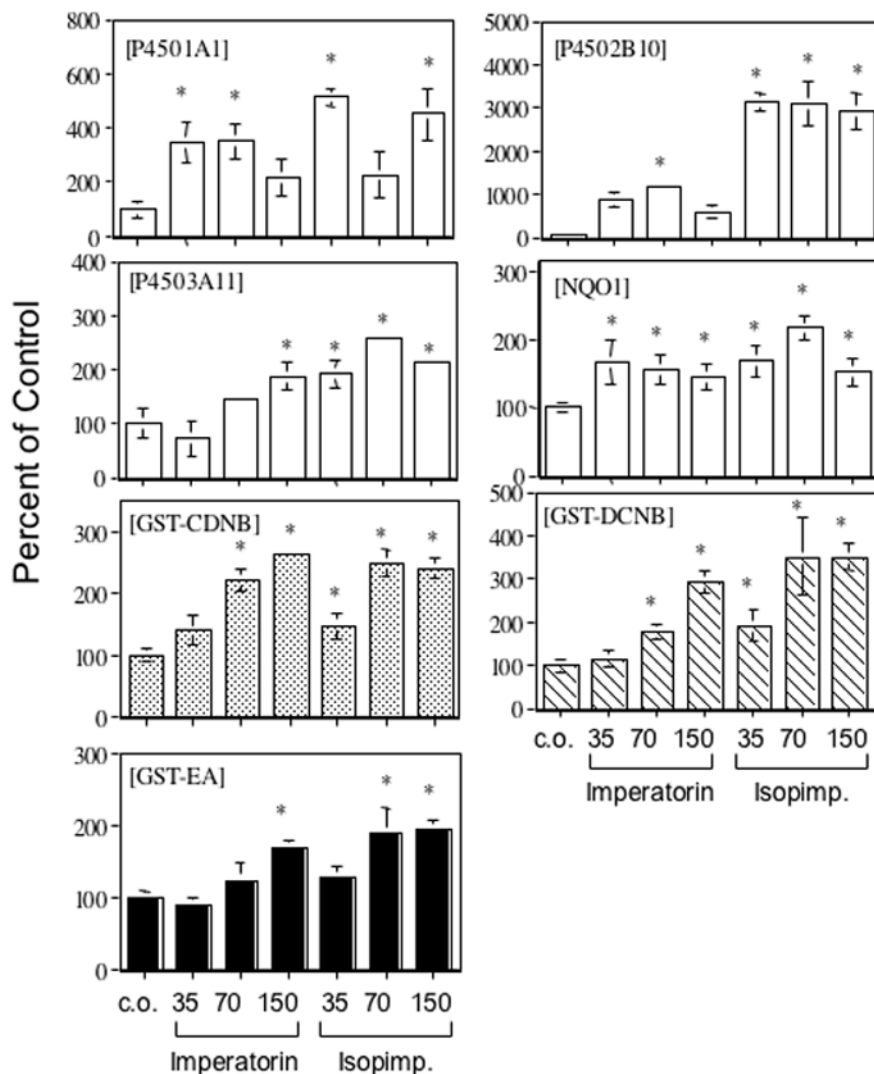 Percent of Control
[P4501A1]
800
600
400
200
0
* * * *
[P4502B10]
5000
4000
3000
2000
1000
0
* * * *
[P4503A11]
400
300
200
100
0
* * * *
[NQO1]
300
200
100
0
* * * * * *
[GST-CDNB]
300
200
100
0
* * * * *
[GST-DCNB]
500
400
300
200
100
0
* * * * *
c.o. 35 70 150 35 70 150
Imperatorin Isopimp.
[GST-EA]
300
200
100
0
* * *
c.o. 35 70 150 35 70 150
Imperatorin Isopimp.